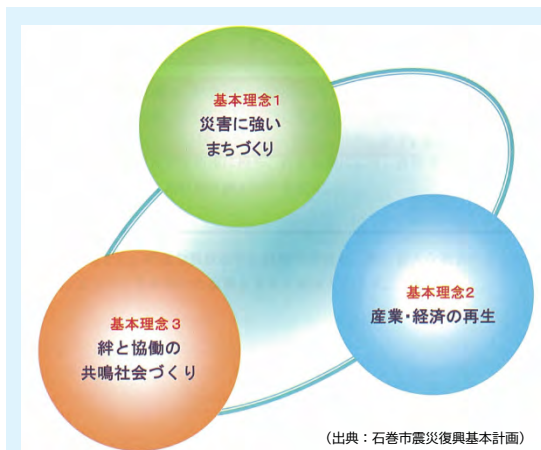 基本理念1
災害に強い
まちづくり
基本理念2
産業・経済の再生
基本理念3
絆と協働の
共鳴社会づくり
（出典：石巻市震災復興基本計画）